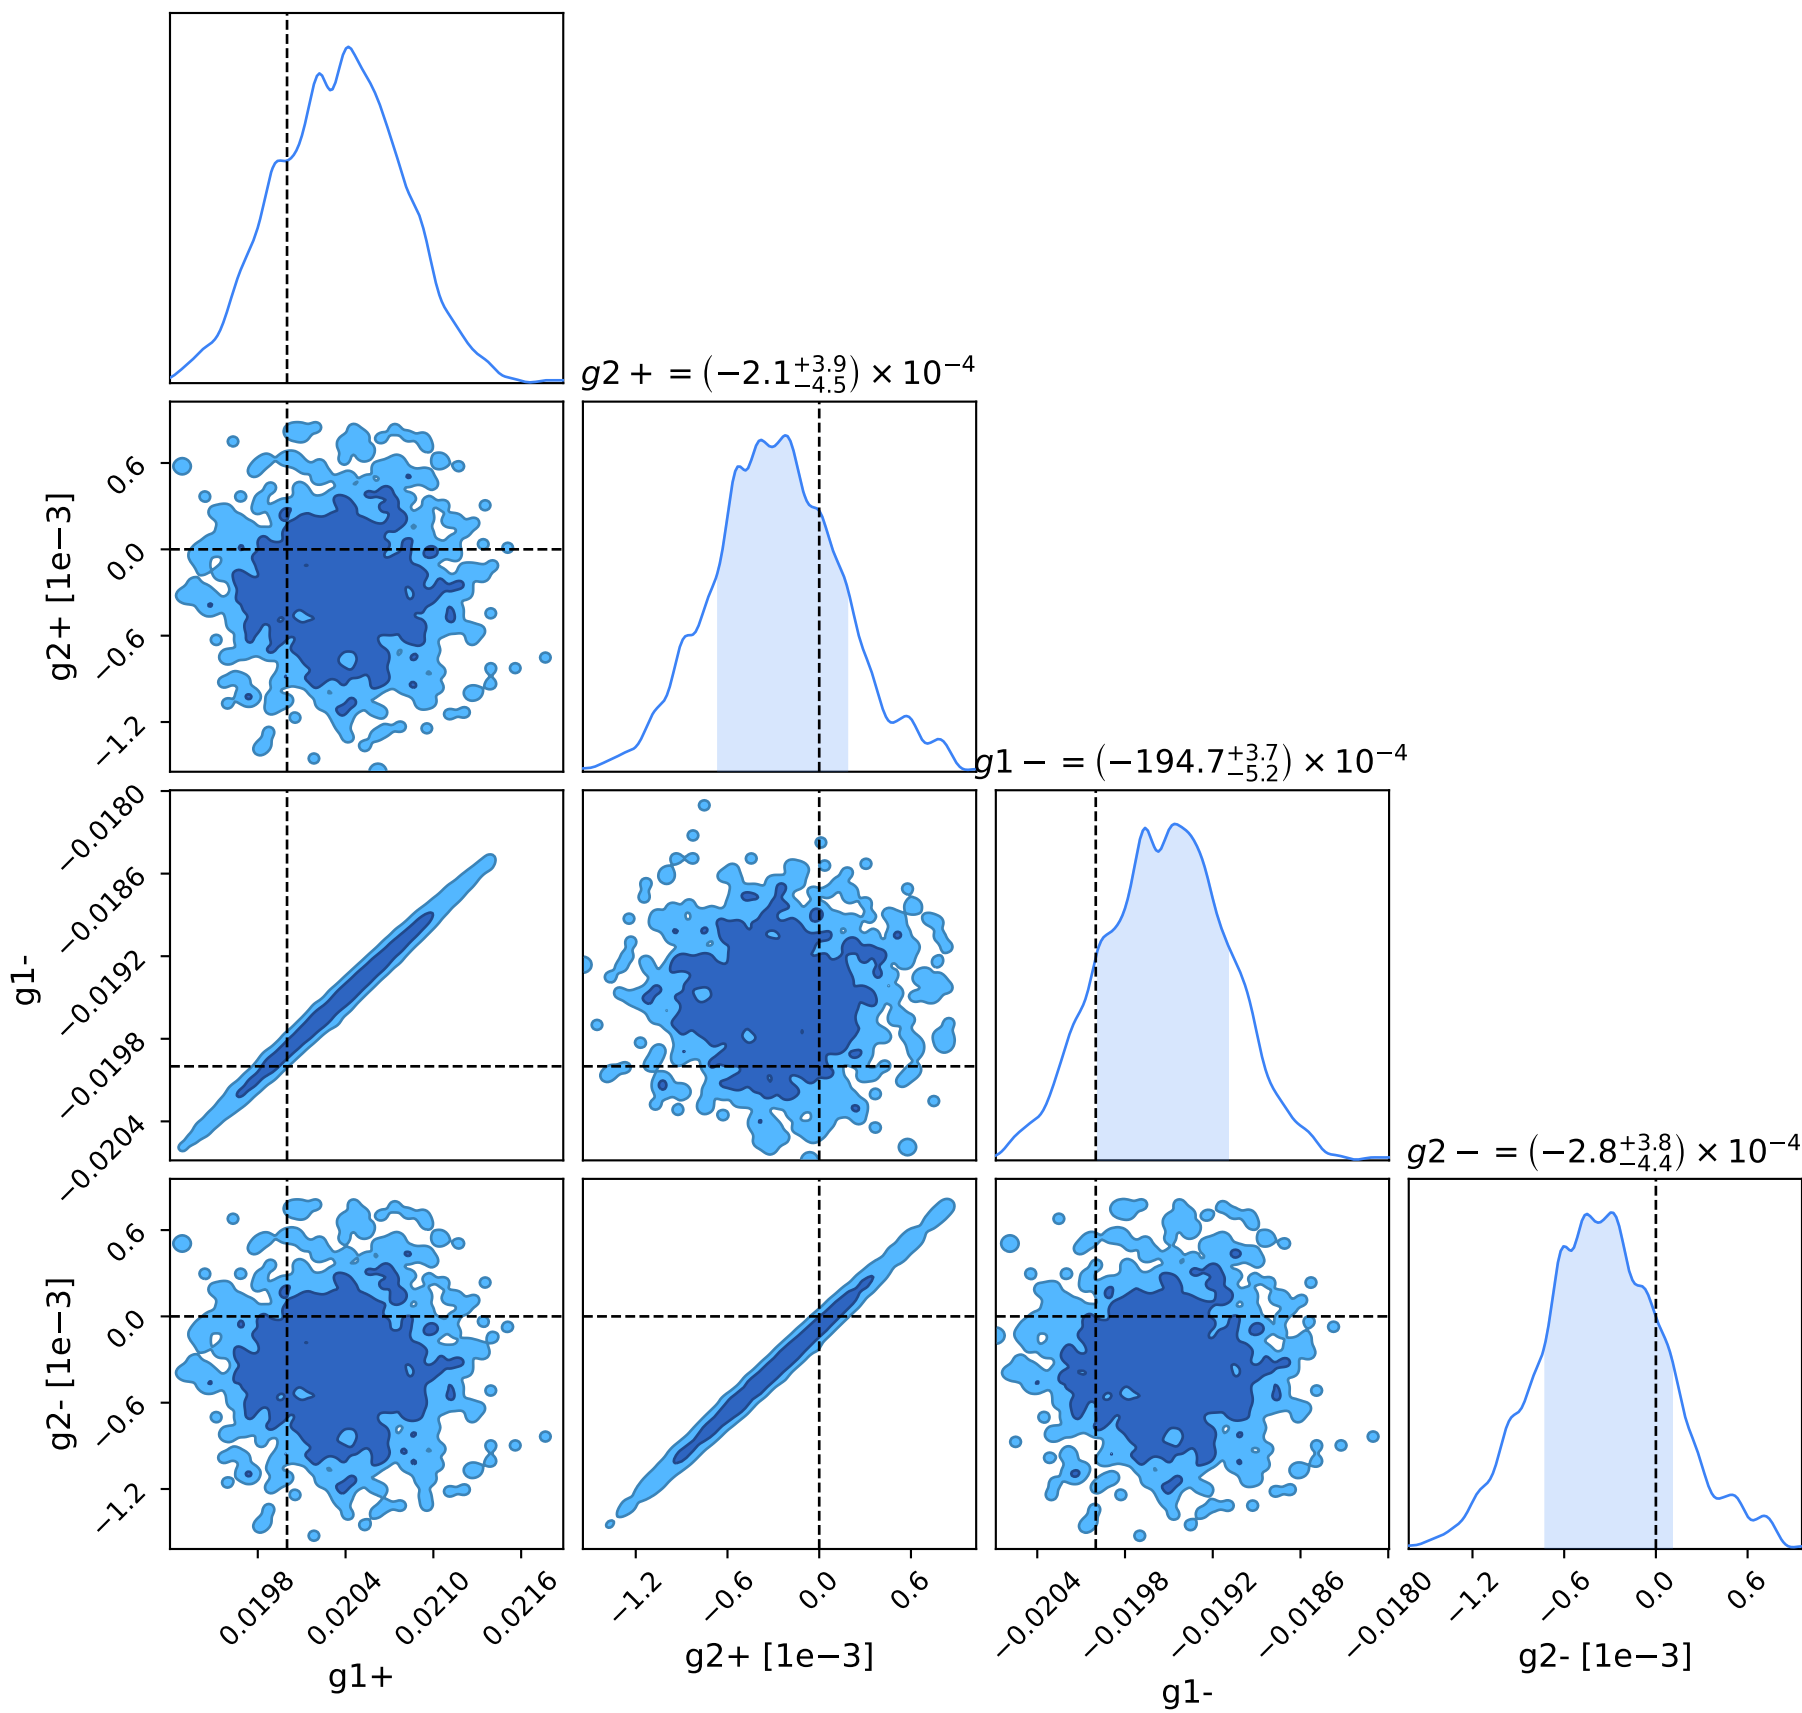 g2+ = (−2.1 +3.9 −4.5) × 10−4
0.6
0.0
−0.6
−1.2
g2+ [1e−3]
g1− = (−194.7 +3.7 −5.2) × 10−4
−0.0180
−0.0186
−0.0192
−0.0198
−0.0204
g1-
g2− = (−2.8 +3.8 −4.4) × 10−4
0.6
0.0
−0.6
−1.2
g2- [1e−3]
0.0198 0.0204 0.0210 0.0216
−1.2 −0.6 0.0 0.6
−0.0204 −0.0198 −0.0192 −0.0186 −0.0180
−1.2 −0.6 0.0 0.6
g1+
g2+ [1e−3]
g1-
g2- [1e−3]